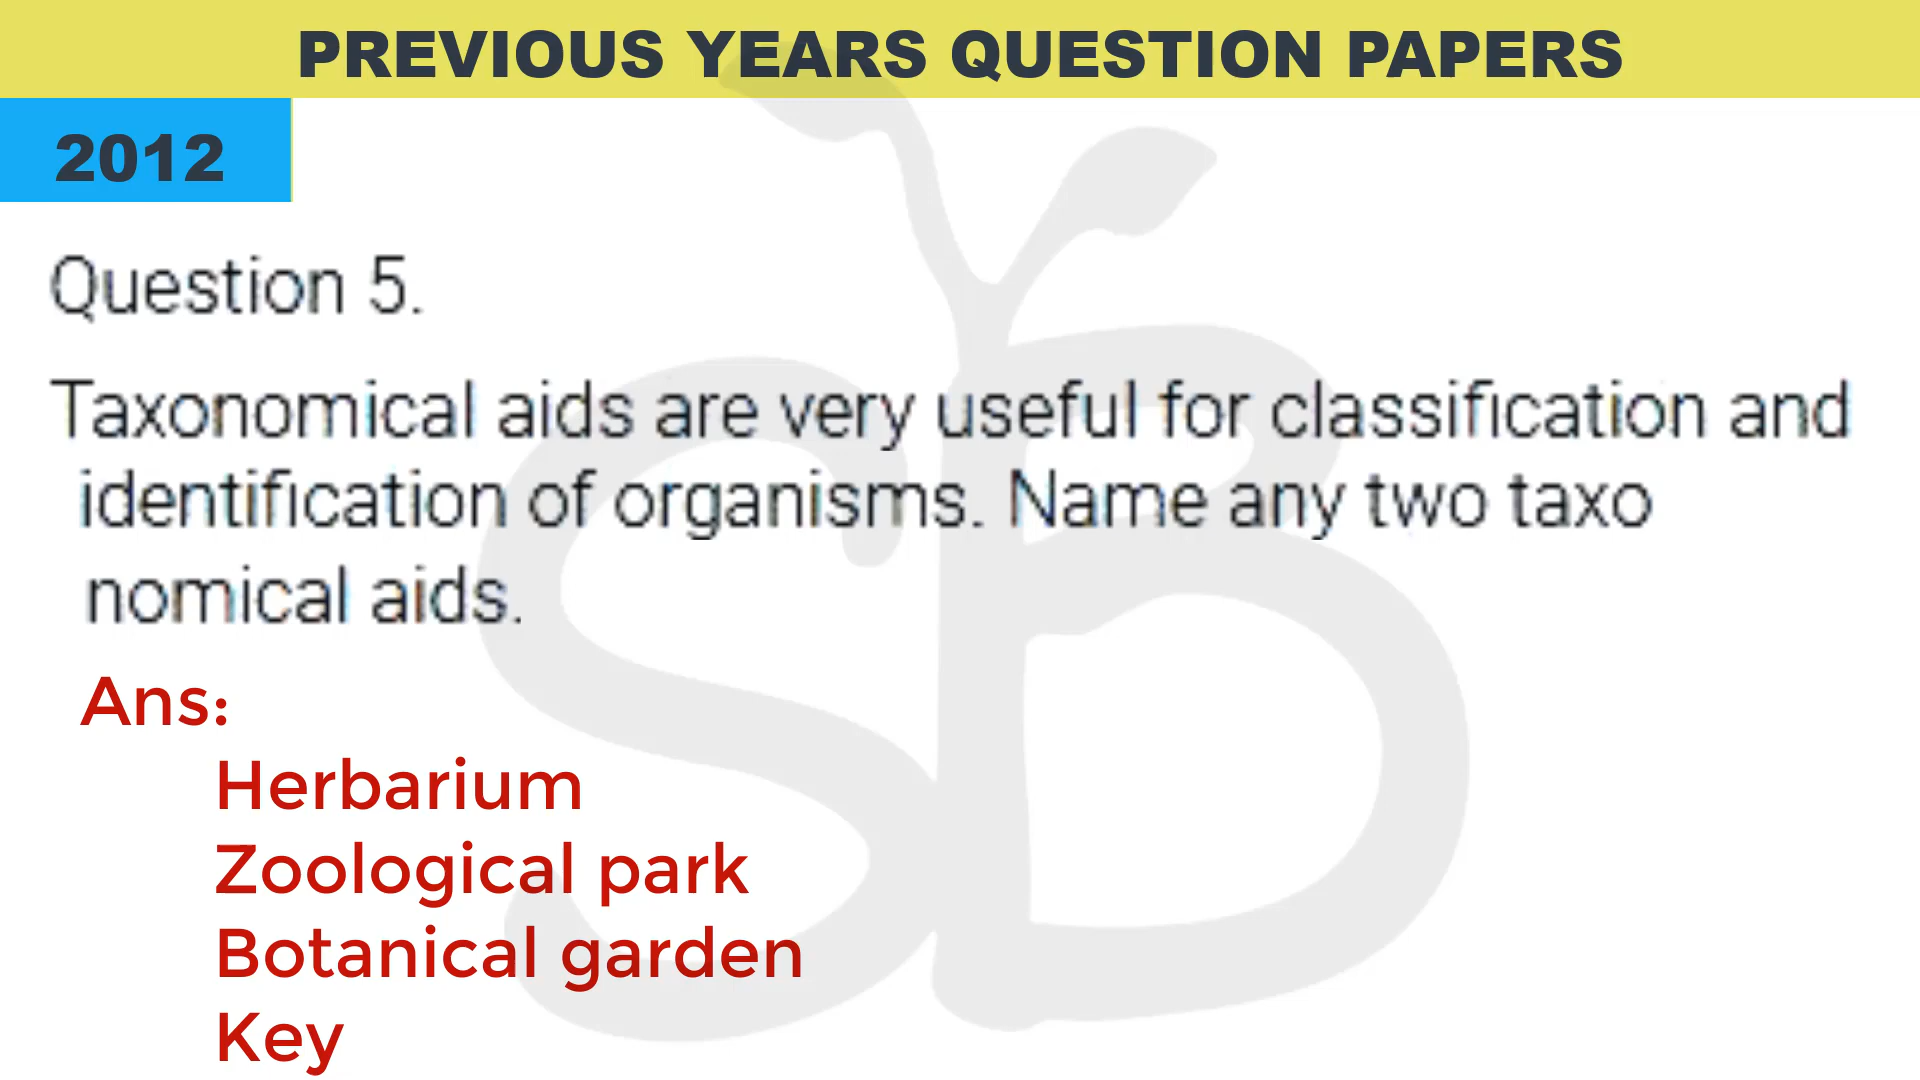 PREVIOUS YEARS QUESTION PAPERS
2012
Question 5.
Taxonomical aids are very useful for classification and
identification of organisms. Name any two taxo
nomical aids.
Ans:
Herbarium
Zoological park
Botanical garden
Key
SB